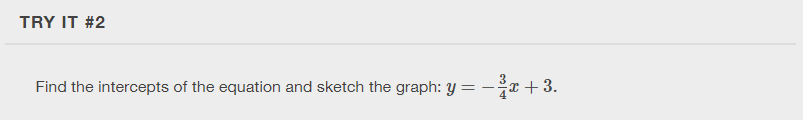 TRY IT #2
Find the intercepts of the equation and sketch the graph: y = −3/4x + 3.